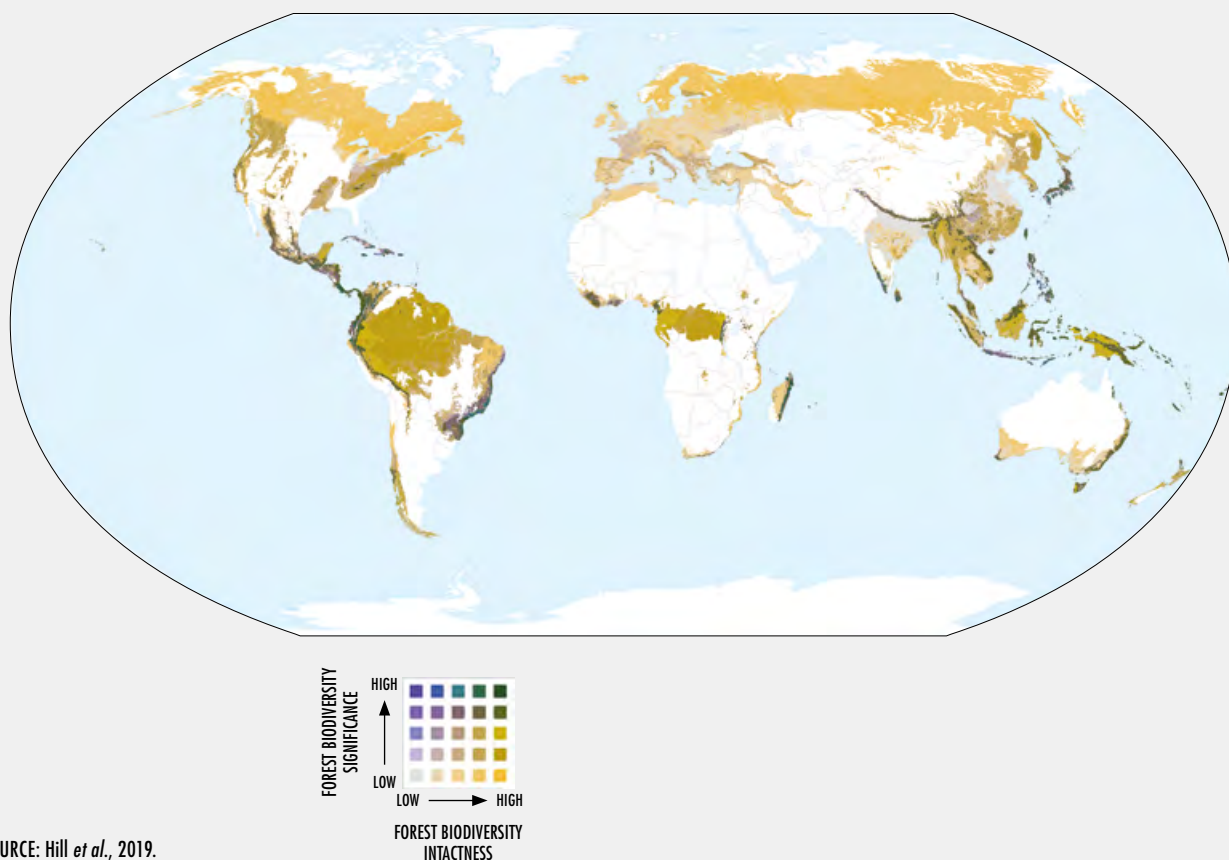 FOREST BIODIVERSITY
SIGNIFICANCE
HIGH
LOW
LOW
HIGH
FOREST BIODIVERSITY
INTACTNESS
URCE: Hill et al., 2019.